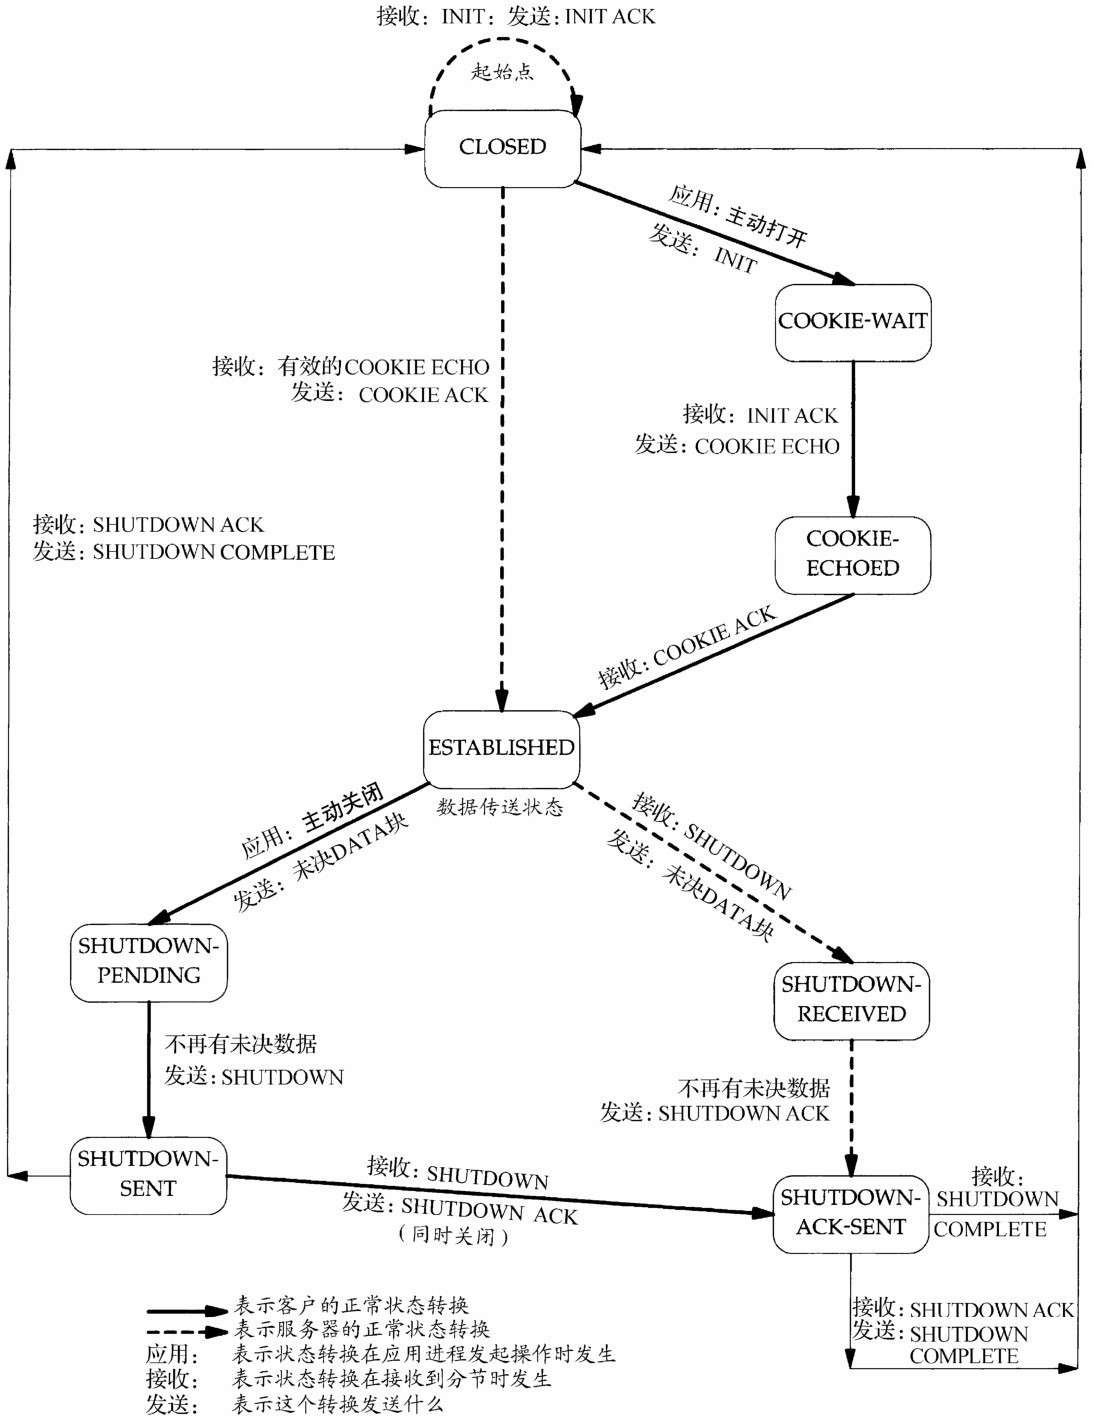 接收：INIT；发送：INIT ACK
起始点
CLOSED
应用：主动打开
发送：INIT
COOKIE-WAIT
接收：有效的COOKIE ECHO
发送：COOKIE ACK
接收：INIT ACK
发送：COOKIE ECHO
接收：SHUTDOWN ACK
发送：SHUTDOWN COMPLETE
COOKIE-
ECHOED
接收：COOKIE ACK
ESTABLISHED
数据传送状态
应用：主动关闭
发送：未决DATA块
接收：SHUTDOWN
发送：未决DATA块
SHUTDOWN-
PENDING
SHUTDOWN-
RECEIVED
不再有未决数据
发送：SHUTDOWN
不再有未决数据
发送：SHUTDOWN ACK
SHUTDOWN-
SENT
接收：SHUTDOWN
发送：SHUTDOWN ACK
（同时关闭）
SHUTDOWN-
ACK-SENT
接收：
SHUTDOWN
COMPLETE
接收：SHUTDOWN ACK
发送：SHUTDOWN
COMPLETE
表示客户的正常状态转换
表示服务器的正常状态转换
应用： 表示状态转换在应用进程发起操作时发生
接收： 表示状态转换在接收到分节时发生
发送： 表示这个转换发送什么